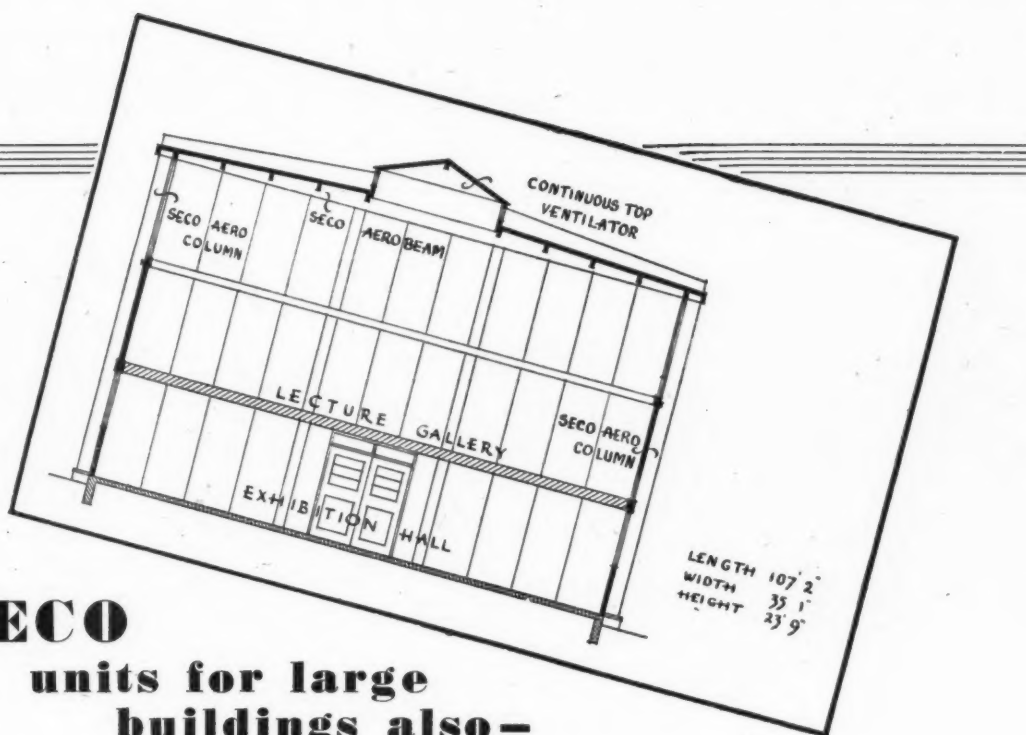 CONTINUOUS TOP
VENTILATOR
SECO AERO
COLUMN
SECO AERO BEAM
LECTURE GALLERY
SECO AERO
COLUMN
EXHIBITION HALL
LENGTH 107' 2"
WIDTH 35' 1"
HEIGHT 23' 9"
ECO
units for large
buildings also—